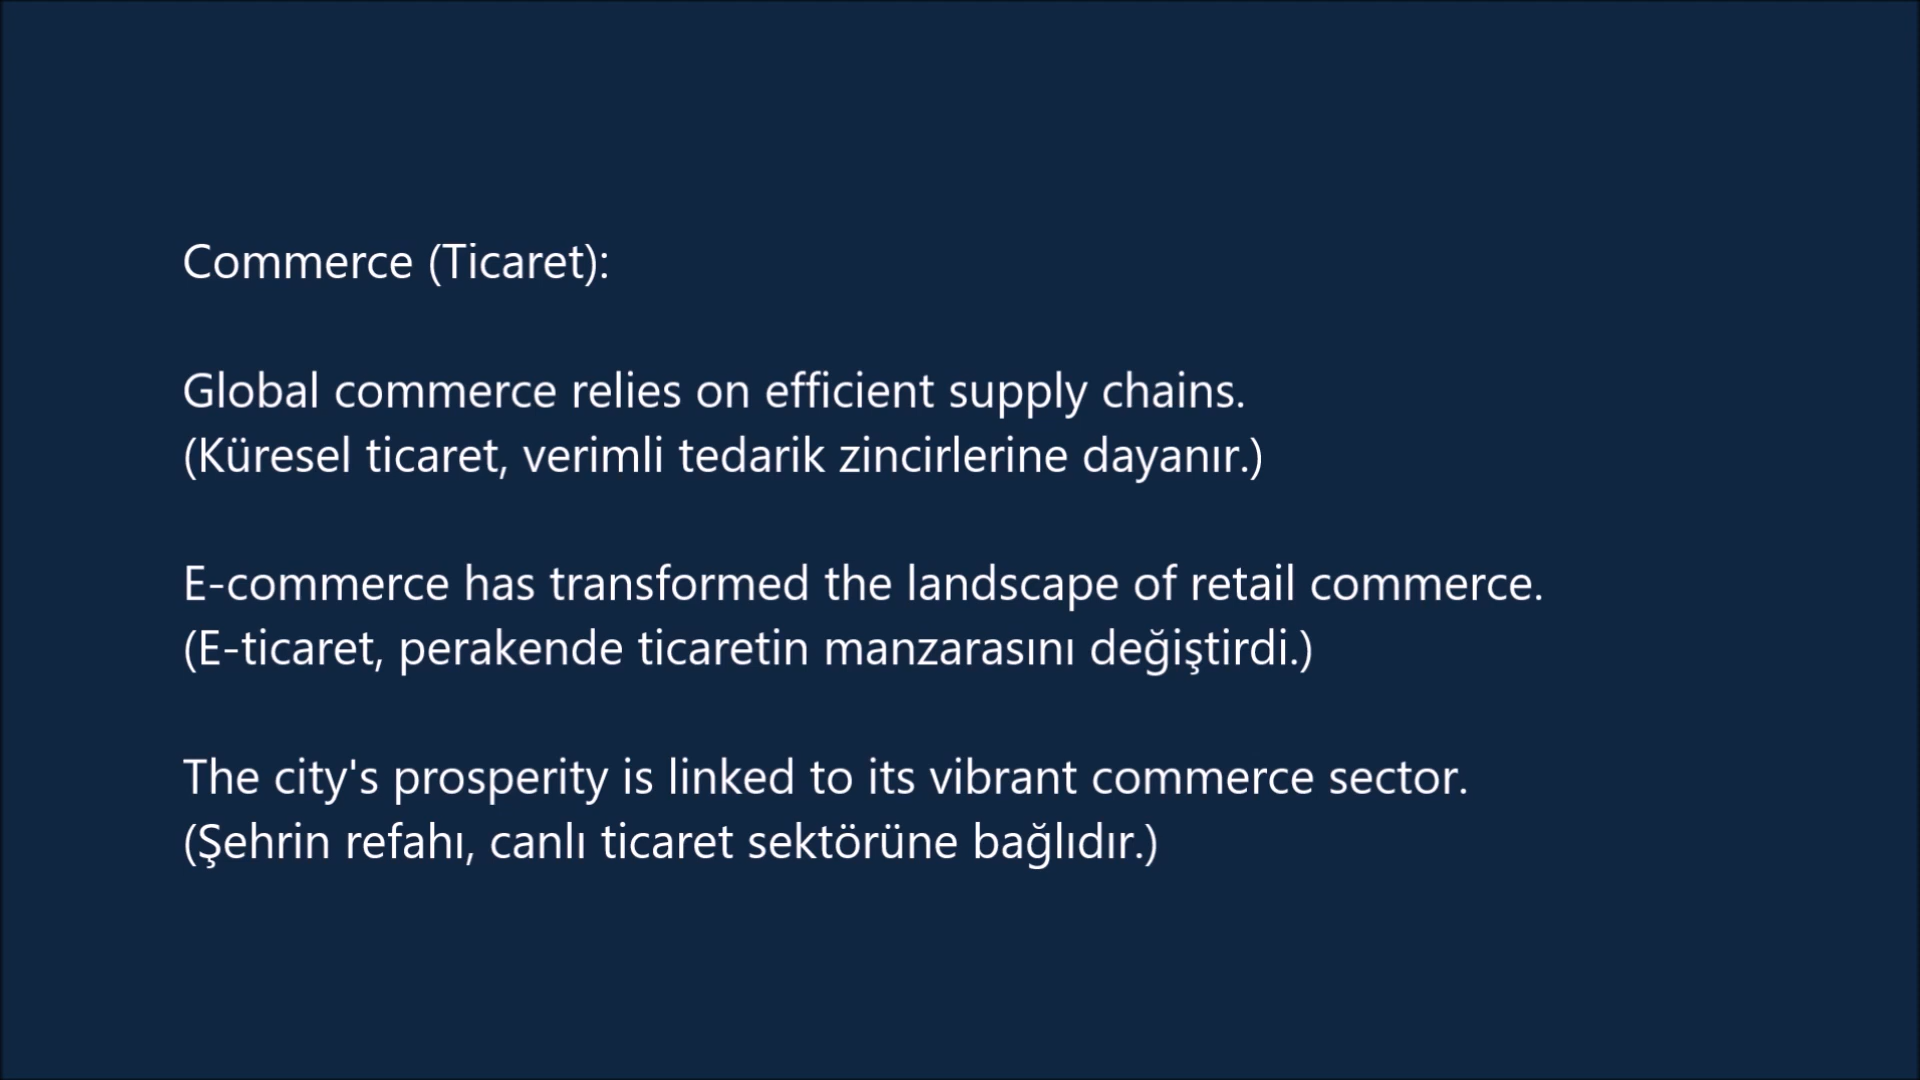 Commerce (Ticaret):
Global commerce relies on efficient supply chains.
(Küresel ticaret, verimli tedarik zincirlerine dayanır.)
E-commerce has transformed the landscape of retail commerce.
(E-ticaret, perakende ticaretin manzarasını değiştirdi.)
The city's prosperity is linked to its vibrant commerce sector.
(Şehrin refahı, canlı ticaret sektörüne bağlıdır.)